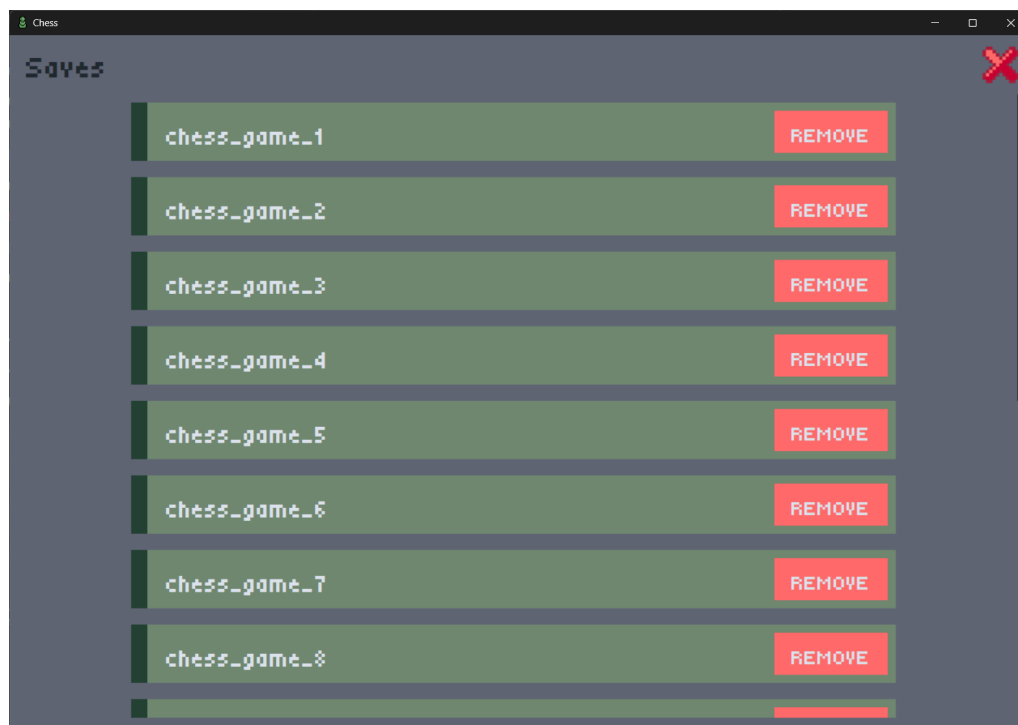 Chess
Saves
chess_game_1 REMOVE
chess_game_2 REMOVE
chess_game_3 REMOVE
chess_game_4 REMOVE
chess_game_5 REMOVE
chess_game_6 REMOVE
chess_game_7 REMOVE
chess_game_8 REMOVE